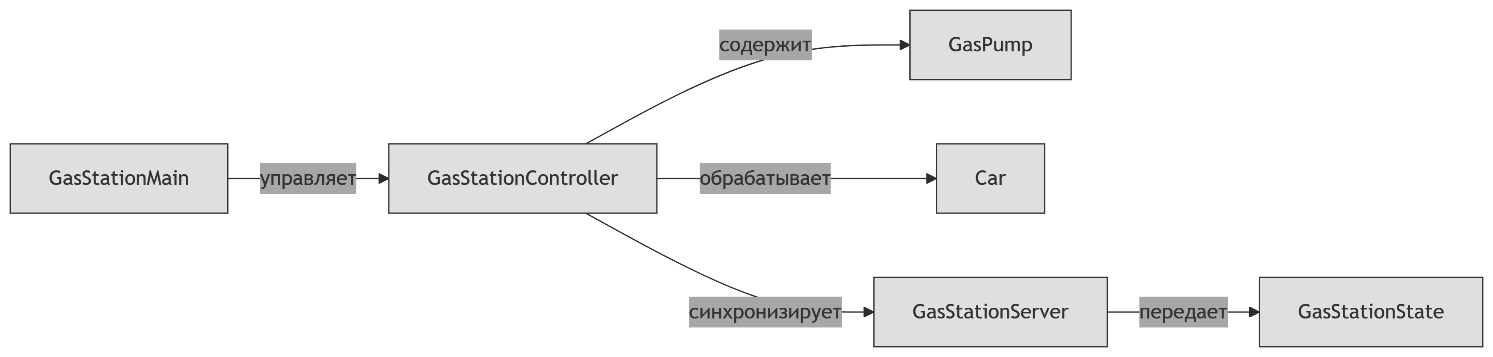 содержит
GasPump
GasStationMain
управляет
GasStationController
обрабатывает
Car
синхронизирует
GasStationServer
передает
GasStationState